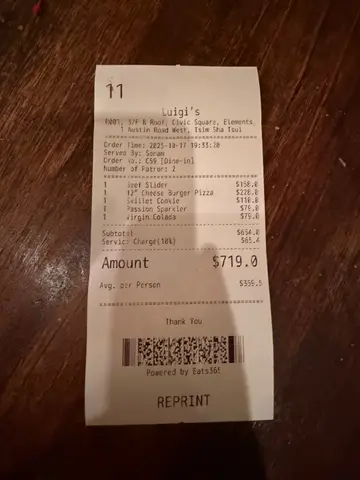 11
Luigi's
R001, 3/F & Roof, Civic Square, Elements,
1 Austin Road West, Tsim Sha Tsui
Order Time: 2025-10-17 19:33:20
Served By: Sonam
Order No.: C59 [Dine-in]
Number of Patron: 2
1 Beef Slider $158.0
1 12" Cheese Burger Pizza $228.0
1 Skillet Cookie $110.0
1 Passion Sparkler $79.0
1 Virgin Colada $79.0
Subtotal $654.0
Service Charge(10%) $65.4
Amount $719.0
Avg. per Person $359.5
Thank You
Powered by Eats365
REPRINT